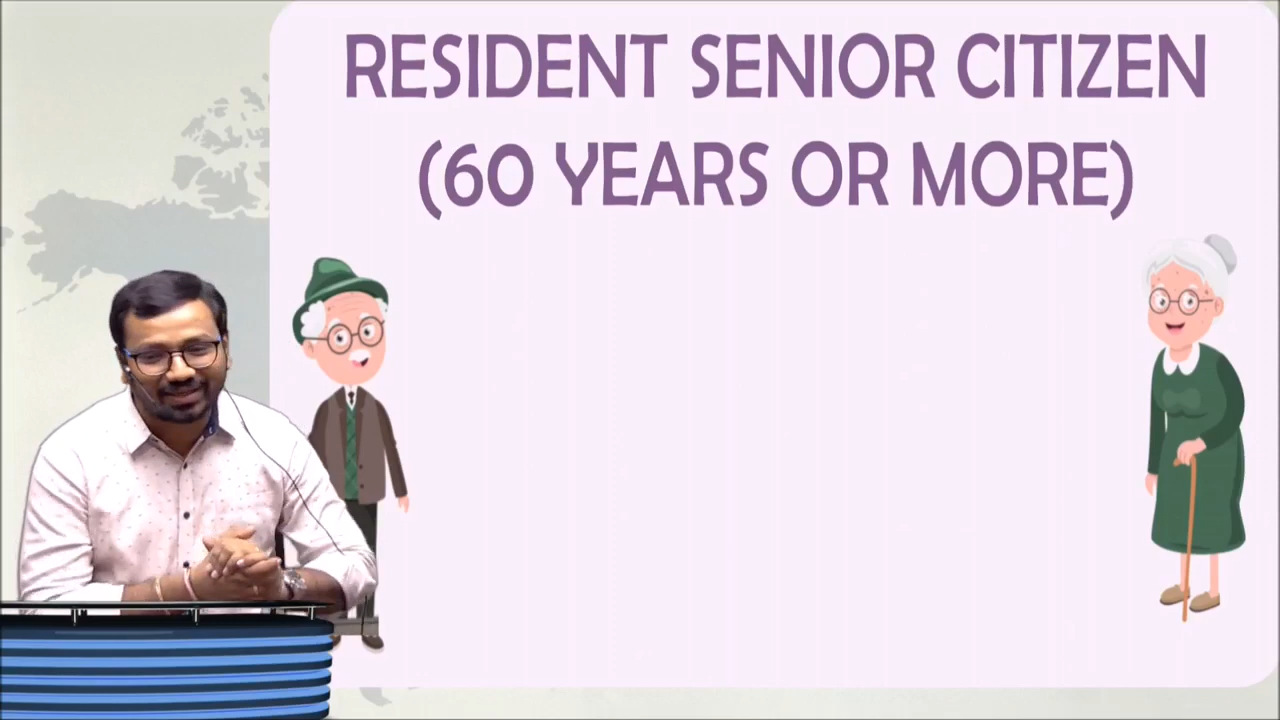 RESIDENT SENIOR CITIZEN
(60 YEARS OR MORE)